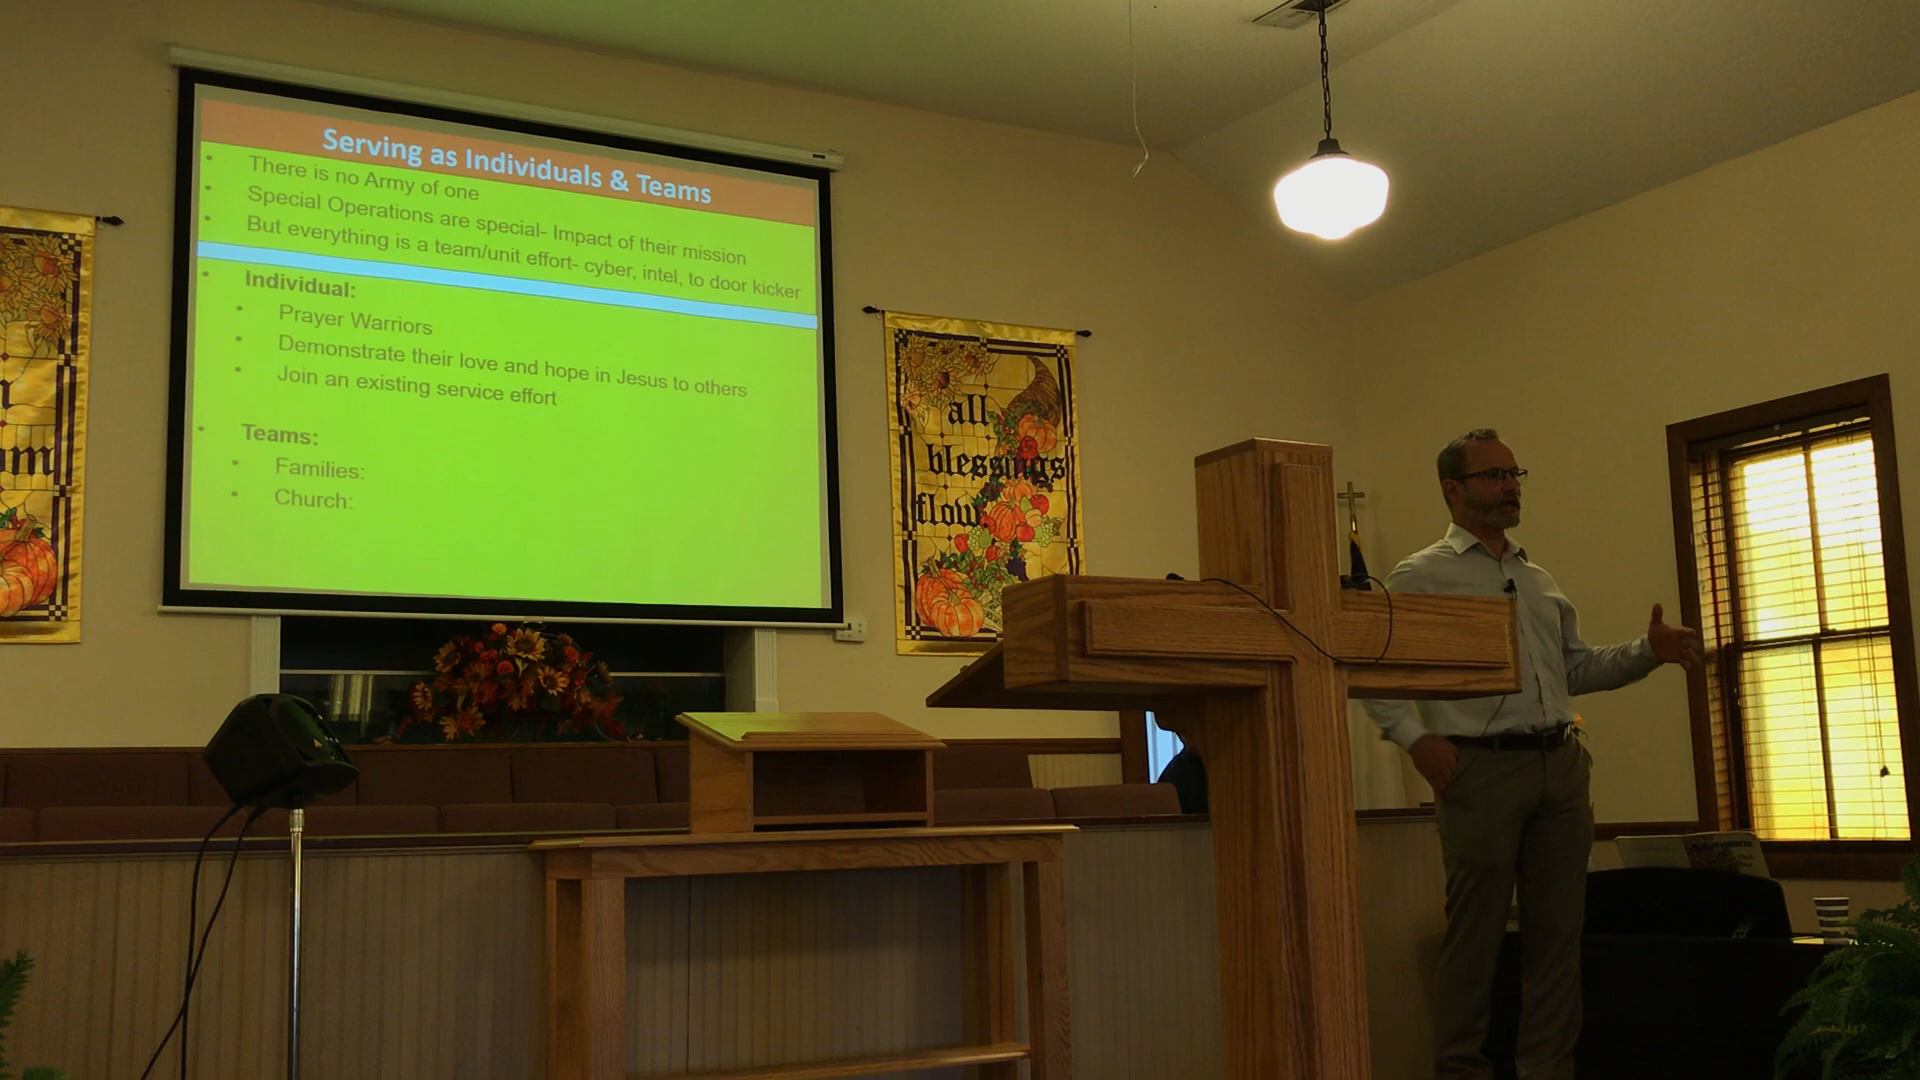 Serving as Individuals & Teams
• There is no Army of one
• Special Operations are special- Impact of their mission
• But everything is a team/unit effort- cyber, intel, to door kicker
• Individual:
• Prayer Warriors
• Demonstrate their love and hope in Jesus to others
• Join an existing service effort
• Teams:
• Families:
• Church:
all
blessings
flow